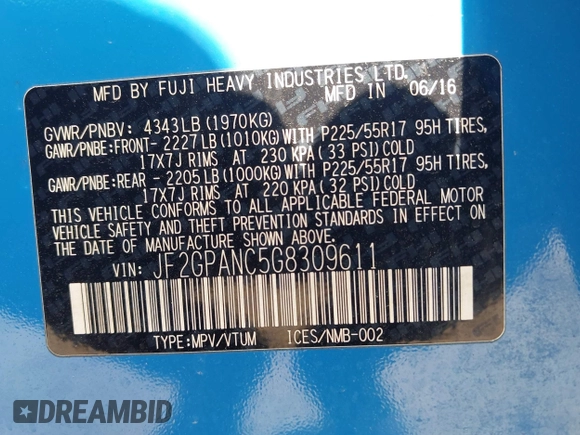 MFD BY FUJI HEAVY INDUSTRIES LTD.
MFD IN 06/16
GVWR/PNBV: 4343LB(1970KG)
GAWR/PNBE:FRONT- 2227LB(1010KG)WITH P225/55R17 95H TIRES,
17X7J RIMS AT 230 KPA(33 PSI)COLD
GAWR/PNBE:REAR - 2205LB(1000KG)WITH P225/55R17 95H TIRES,
17X7J RIMS AT 220 KPA(32 PSI)COLD
THIS VEHICLE CONFORMS TO ALL APPLICABLE FEDERAL MOTOR
VEHICLE SAFETY AND THEFT PREVENTION STANDARDS IN EFFECT ON
THE DATE OF MANUFACTURE SHOWN ABOVE.
VIN: JF2GPANC5G8309611
TYPE:MPV/VTUM ICES/NMB-002
DREAMBID